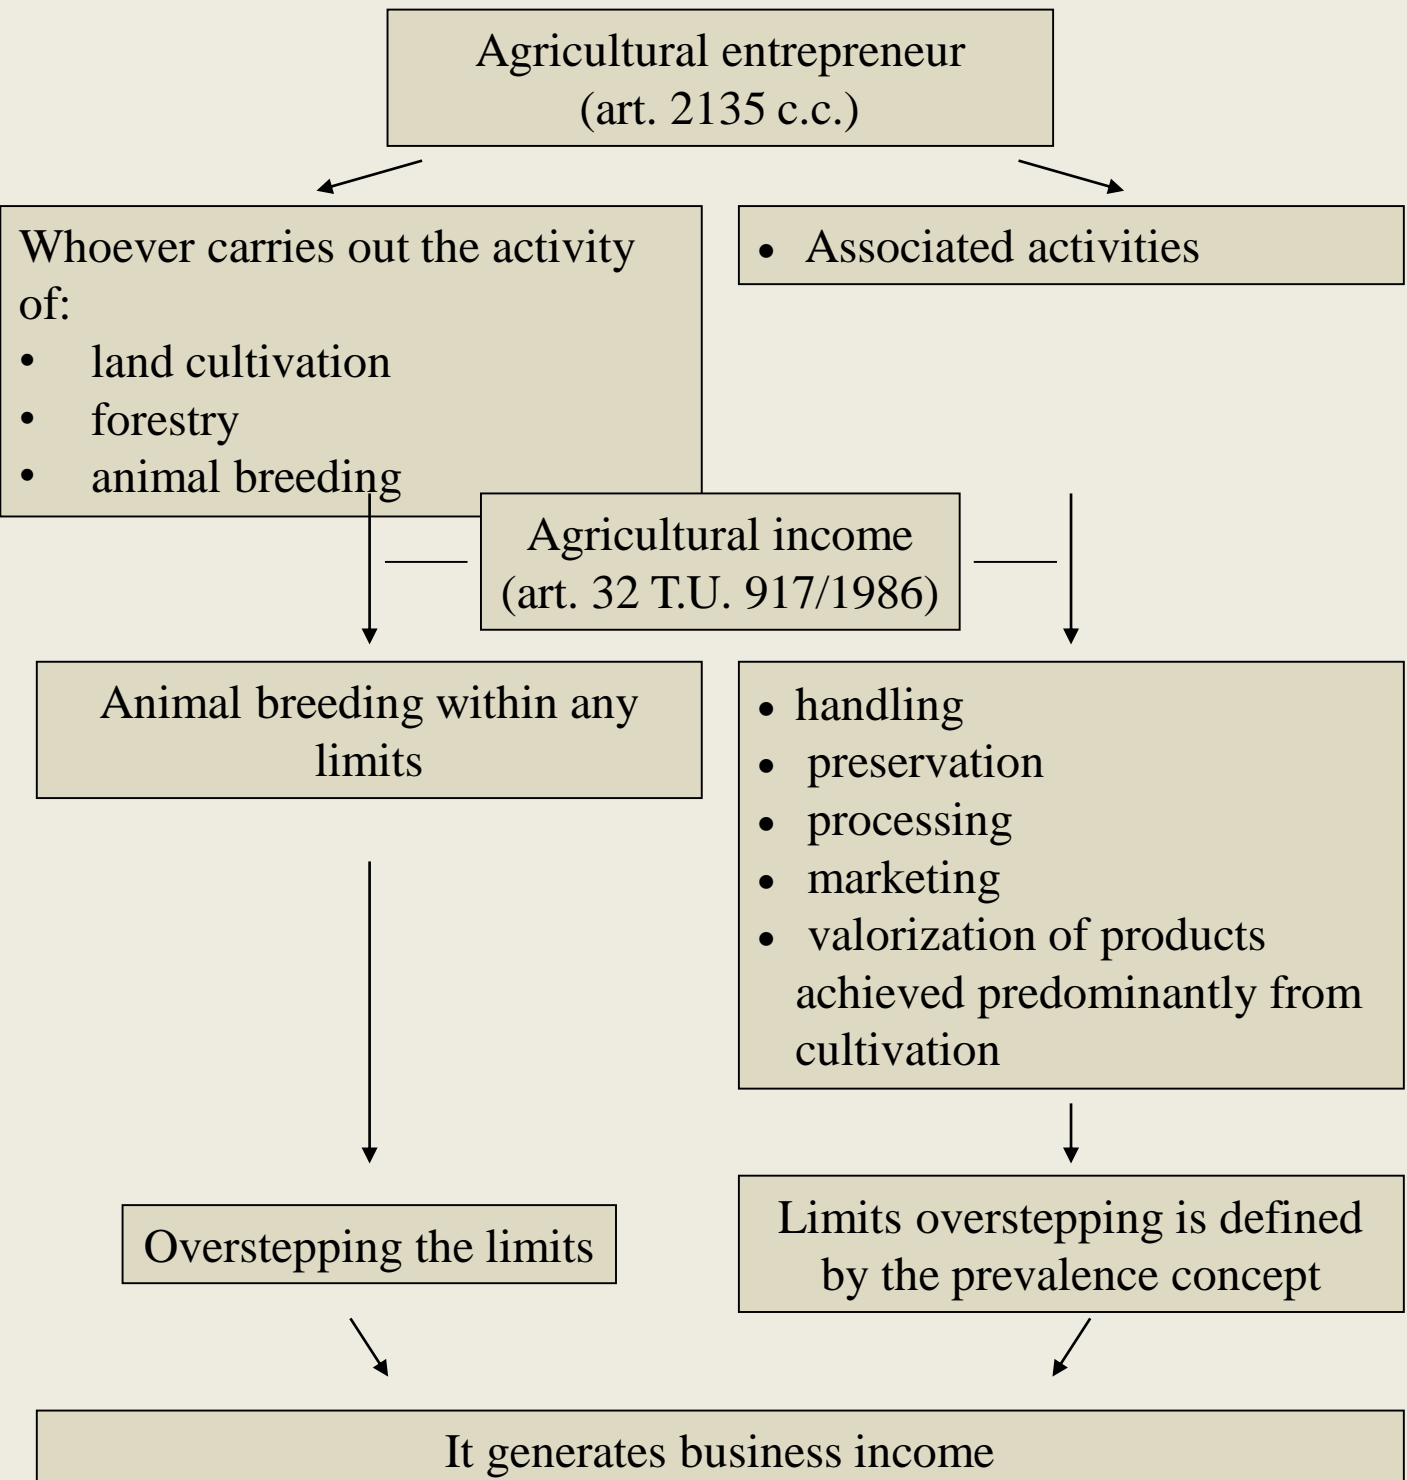 Agricultural entrepreneur
(art. 2135 c.c.)
Whoever carries out the activity
of:
• land cultivation
• forestry
• animal breeding
• Associated activities
Agricultural income
(art. 32 T.U. 917/1986)
Animal breeding within any
limits
• handling
• preservation
• processing
• marketing
• valorization of products
achieved predominantly from
cultivation
Overstepping the limits
Limits overstepping is defined
by the prevalence concept
It generates business income